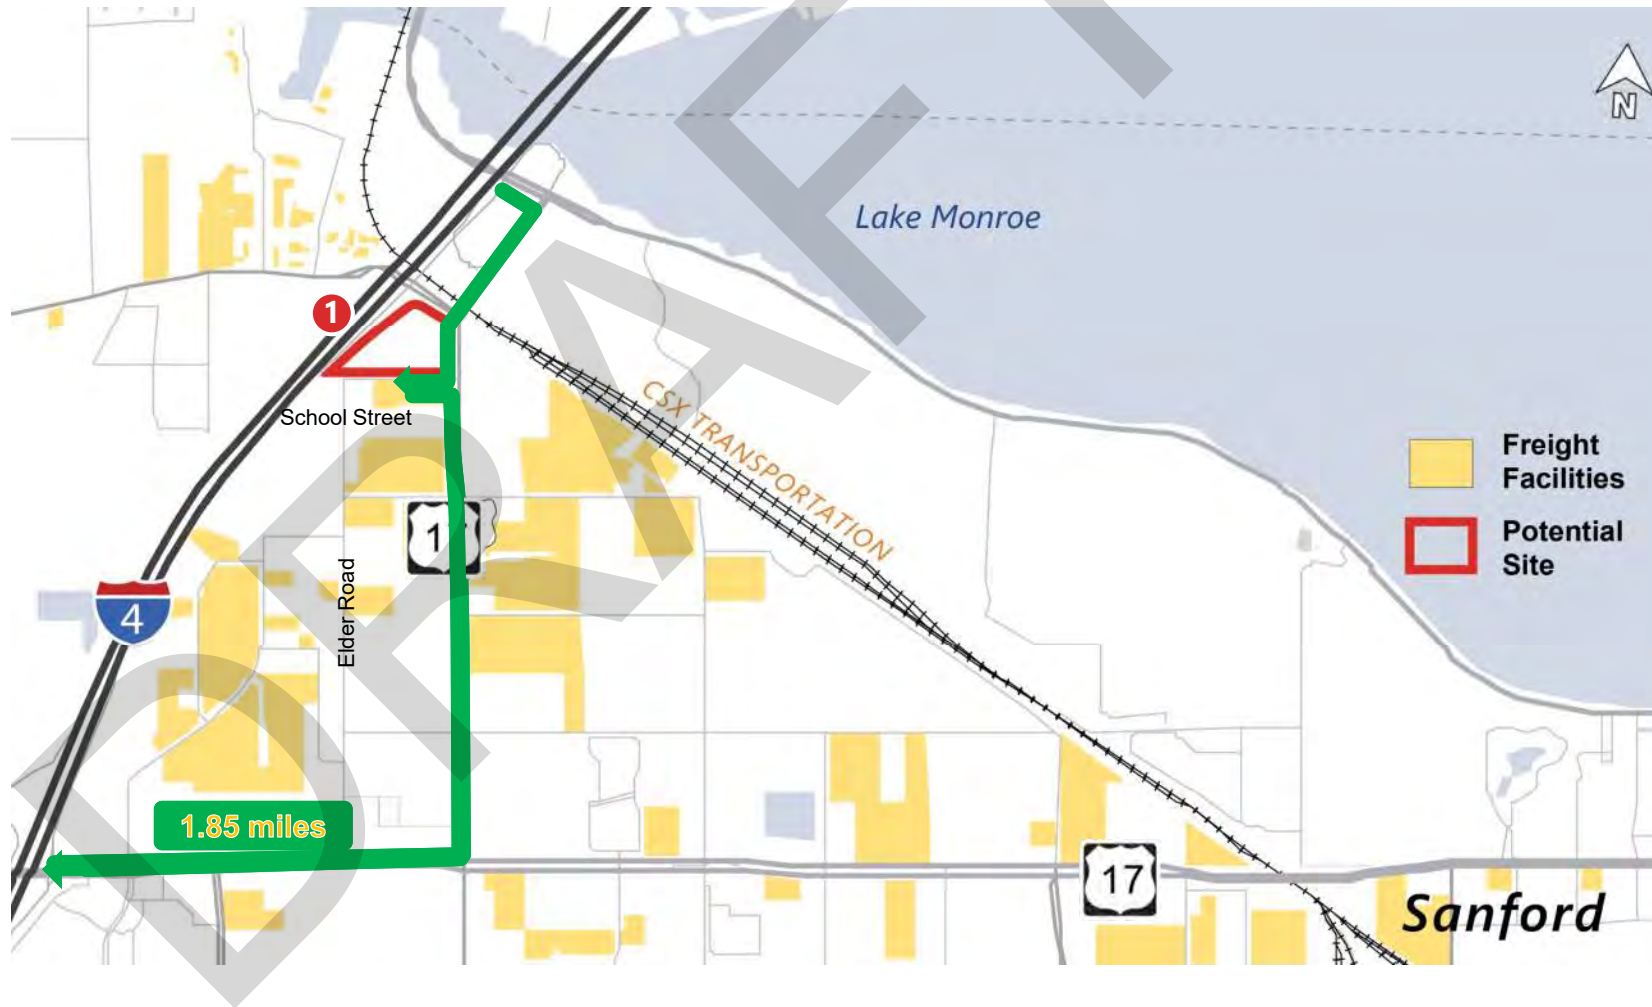 N
Lake Monroe
1
CSX TRANSPORTATION
School Street
Freight
Facilities
Potential
Site
17
Elder Road
4
1.85 miles
17
Sanford
DRAFT